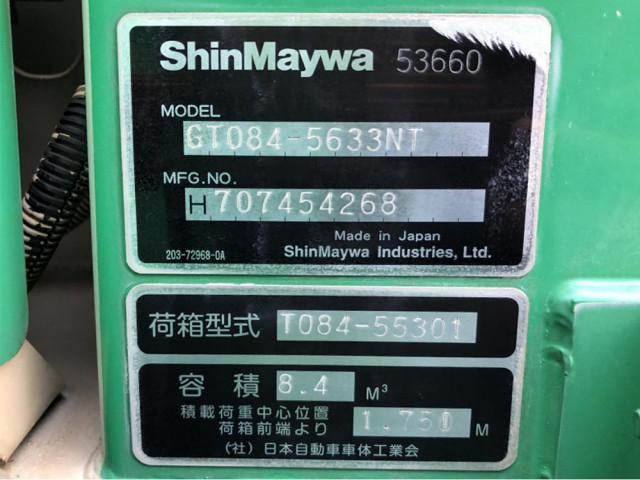 ShinMaywa 53660
MODEL
GT084-5633NT
MFG.NO.
H707454268
Made in Japan
203-72968-0A ShinMaywa Industries, Ltd.
荷箱型式 T084-55301
容積 8.4 M³
積載荷重中心位置
荷箱前端より 1.750 M
(社)日本自動車車体工業会